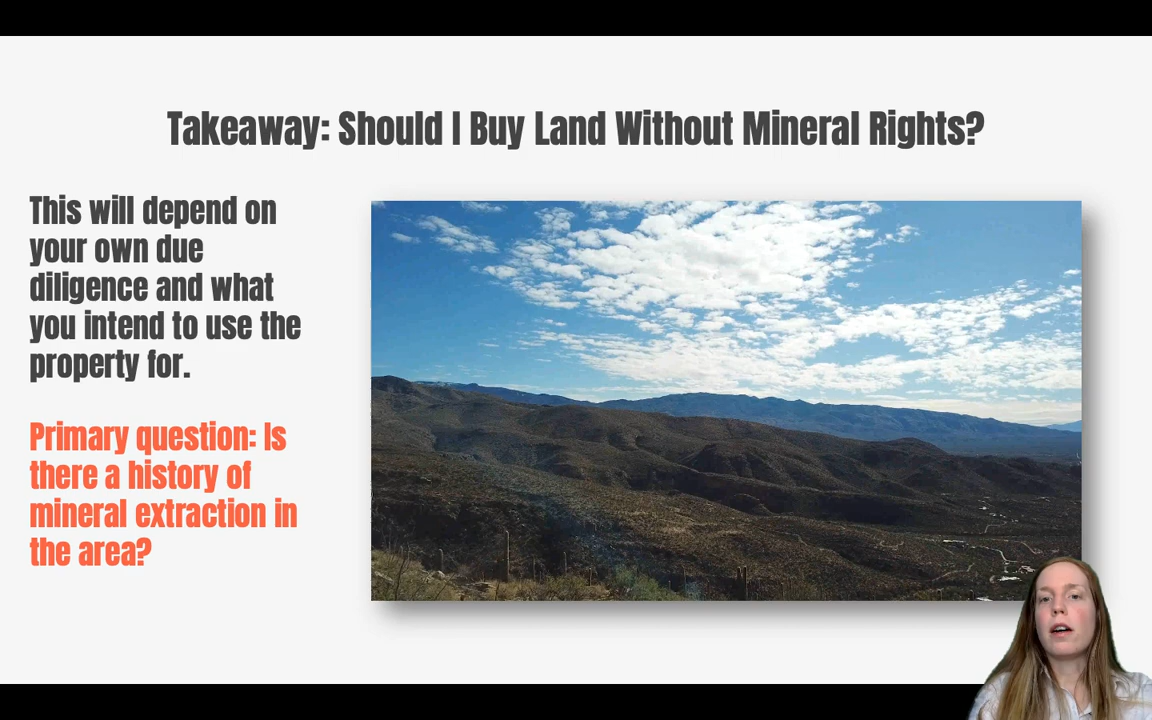 Takeaway: Should I Buy Land Without Mineral Rights?
This will depend on
your own due
diligence and what
you intend to use the
property for.
Primary question: Is
there a history of
mineral extraction in
the area?